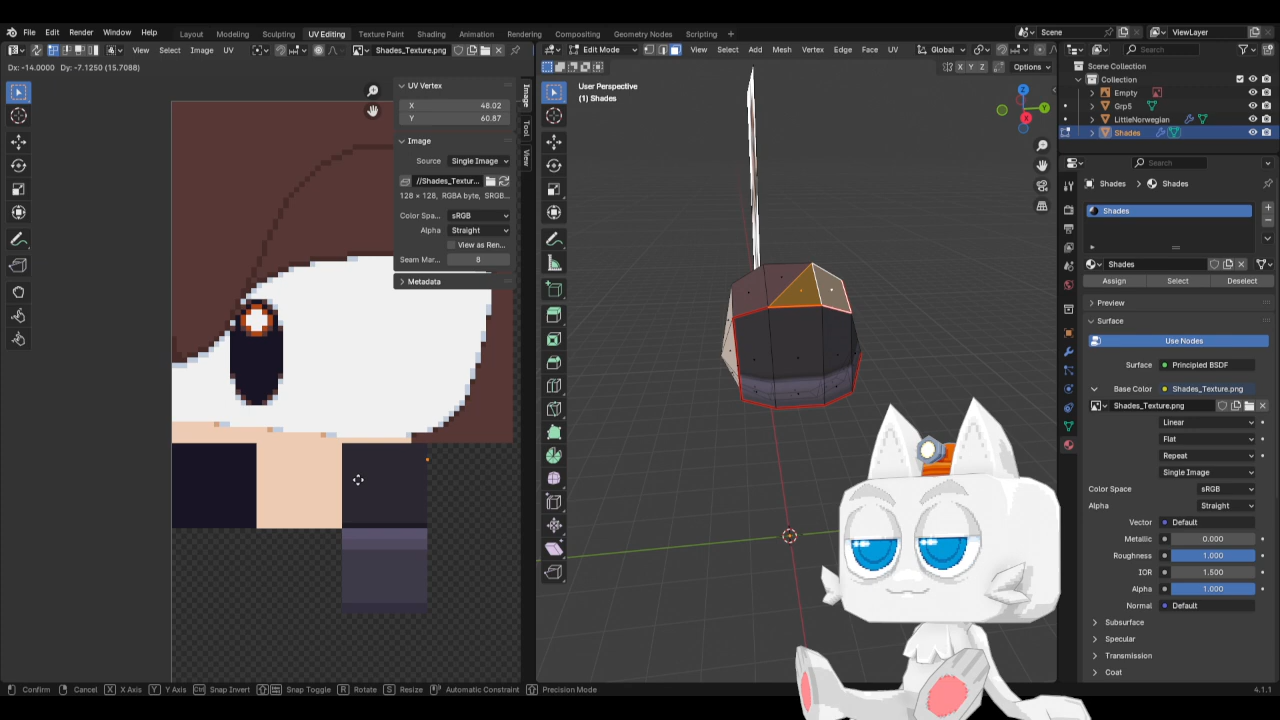 File Edit Render Window Help Layout Modeling Sculpting UV Editing Texture Paint Shading Animation Rendering Compositing Geometry Nodes Scripting Scene ViewLayer
View Select Image UV Shades_Texture.png
Edit Mode View Select Add Mesh Vertex Edge Face UV Global
Search
Dx: -14.0000 Dy: -7.1250 (15.7088)
X Y Z Options
UV Vertex
X 48.02
Y 60.87
Image
Source Single Image
//Shades_Textur...
128 × 128, RGBA byte, SRGB...
Color Spa... sRGB
Alpha Straight
View as Ren...
Seam Mar... 8
Metadata
Image
Tool
View
User Perspective
(1) Shades
Z
Y
X
Scene Collection
Collection
Empty
Grp5
LittleNorwegian
Shades
Search
Shades Shades
Shades
Shades
Assign Select Deselect
Preview
Surface
Use Nodes
Surface Principled BSDF
Base Color Shades_Texture.png
Shades_Texture.png
Linear
Flat
Repeat
Single Image
Color Space sRGB
Alpha Straight
Vector Default
Metallic 0.000
Roughness 1.000
IOR 1.500
Alpha 1.000
Normal Default
Subsurface
Specular
Transmission
Coat
Confirm Cancel X X Axis Y Y Axis Ctrl Snap Invert Snap Toggle R Rotate S Resize Automatic Constraint Precision Mode
4.1.1